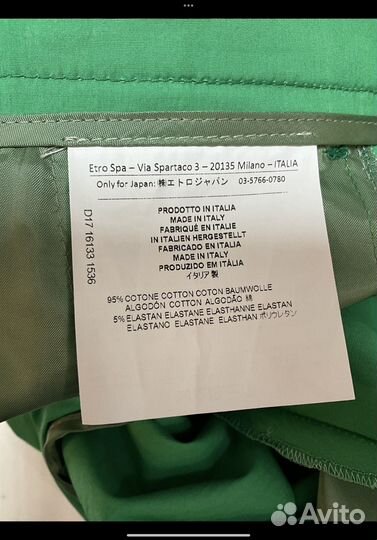 Etro Spa – Via Spartaco 3 – 20135 Milano – ITALIA
Only for Japan: ㈱エトロジャパン 03-5766-0780
PRODOTTO IN ITALIA
MADE IN ITALY
FABRIQUÉ EN ITALIE
IN ITALIEN HERGESTELLT
FABRICADO EN ITALIA
MADE IN ITALY
PRODUZIDO EM ITÁLIA
イタリア製
95% COTONE COTTON COTON BAUMWOLLE
ALGODÓN COTTON ALGODÃO 綿
5% ELASTAN ELASTANE ELASTHANNE ELASTAN
ELASTANO ELASTANE ELASTHAN ポリウレタン
D17 16133 1536
Avito